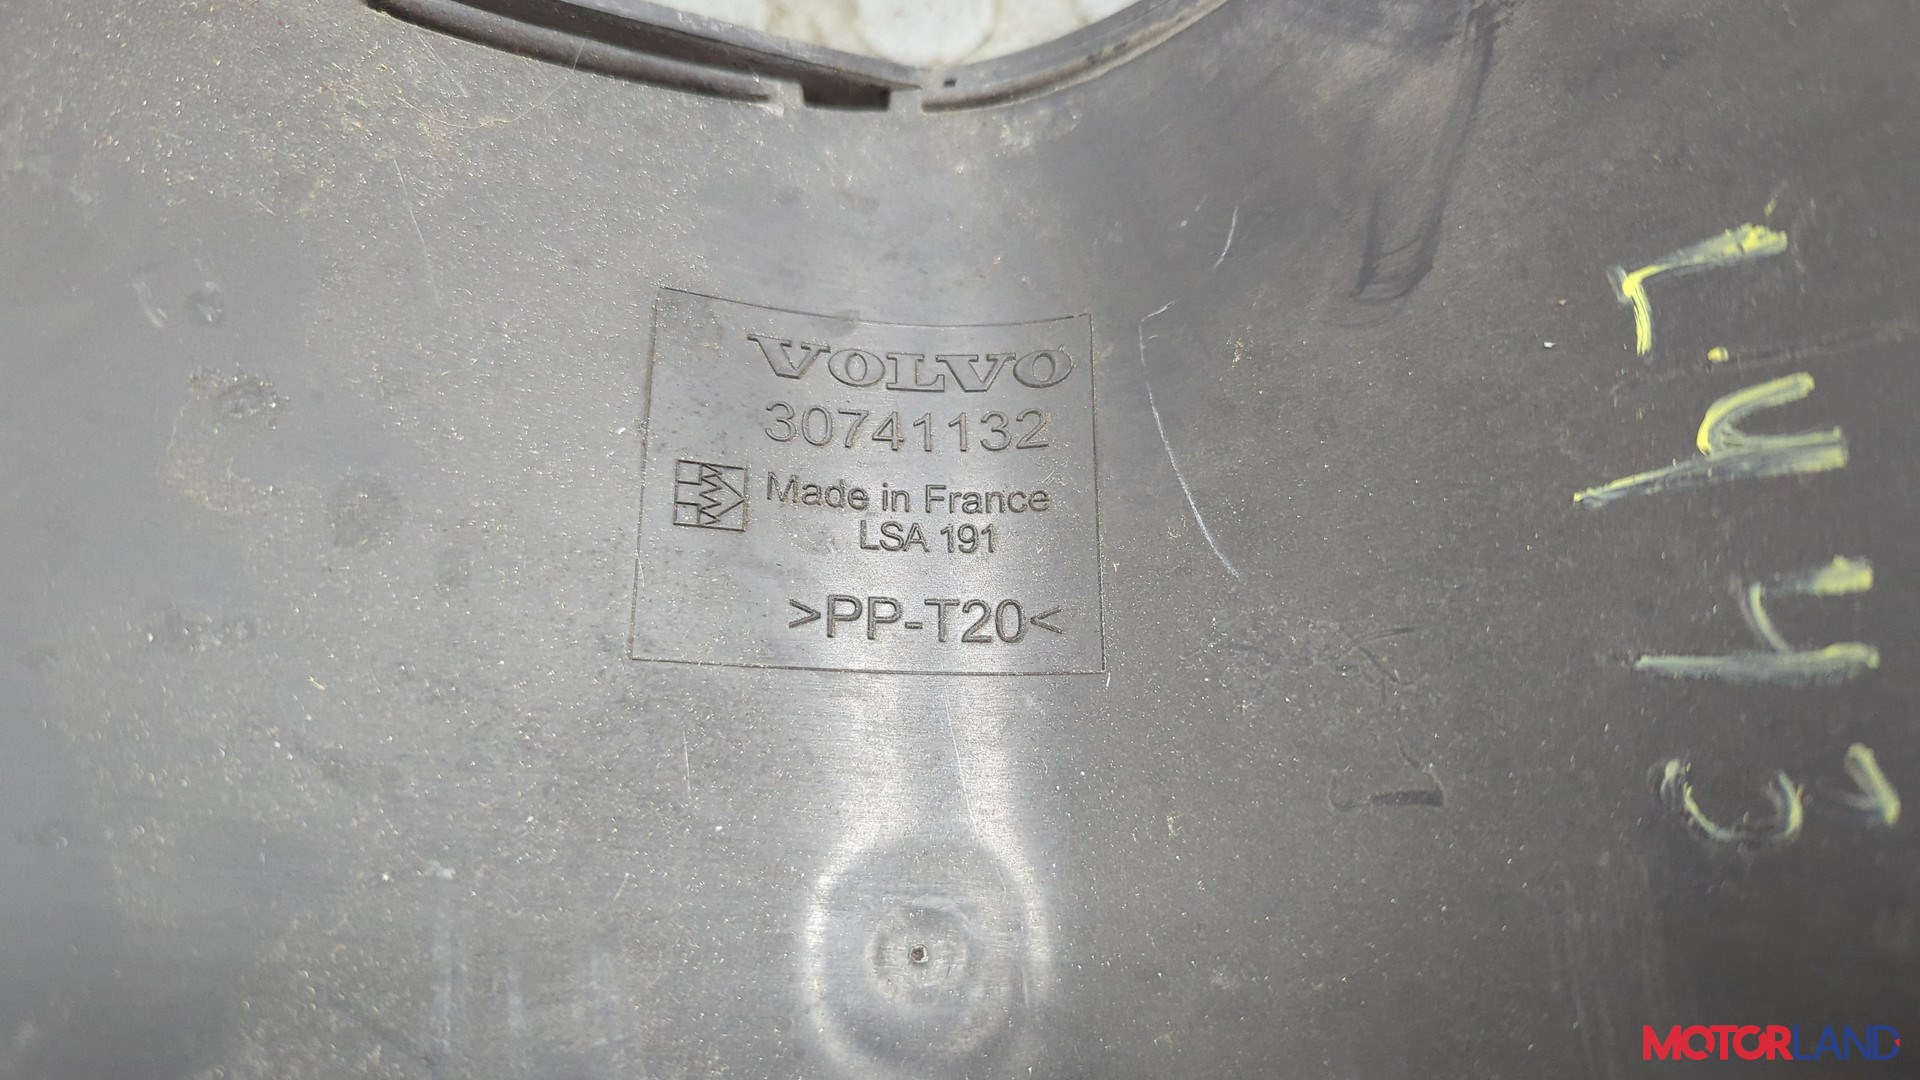 VOLVO
30741132
Made in France
LSA 191
>PP-T20<
MOTORLAND